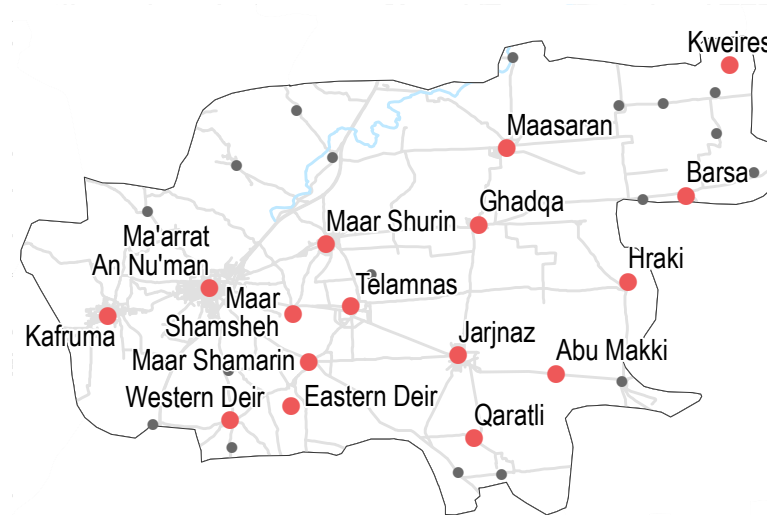 Kweires
Maasaran
Barsa
Ghadqa
Maar Shurin
Ma'arrat
An Nu'man
Hraki
Telamnas
Maar
Shamsheh
Kafruma
Jarjnaz
Abu Makki
Maar Shamarin
Western Deir
Eastern Deir
Qaratli